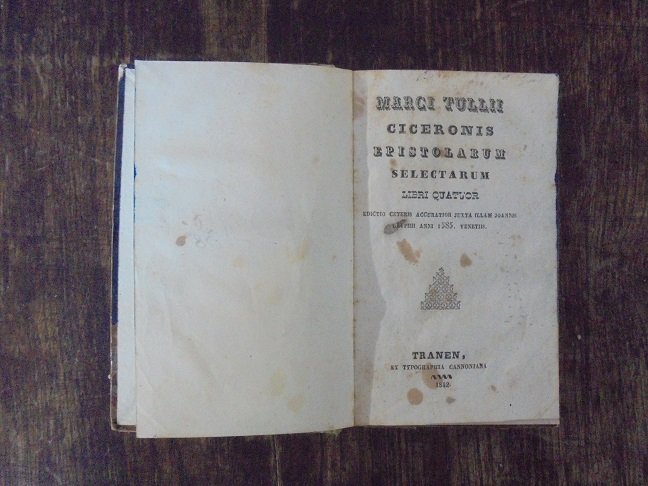 MARCI TULLII
CICERONIS
EPISTOLARUM
SELECTARUM
LIBRI QUATUOR
EDICTIO CETERIS ACCURATIOR JUXTA ILLAM JOANNIS
ANNI 1585. VENETIIS.
TRANEN,
EX TYPOGRAPHIA CANNONIANA
1842.